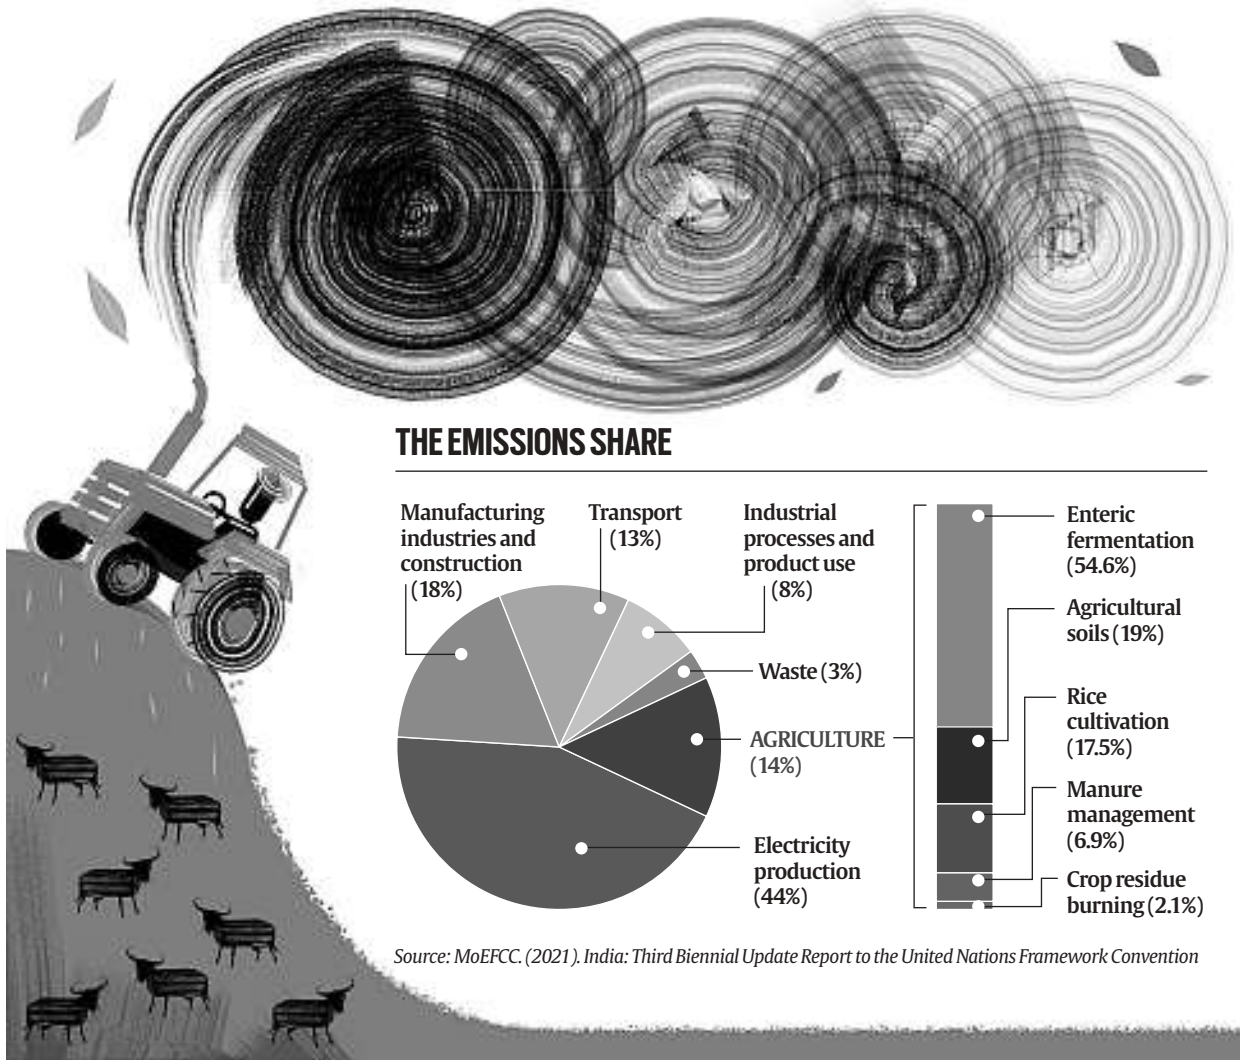 THE EMISSIONS SHARE
Manufacturing
industries and
construction
(18%)
Transport
(13%)
Industrial
processes and
product use
(8%)
Waste (3%)
AGRICULTURE
(14%)
Electricity
production
(44%)
Enteric
fermentation
(54.6%)
Agricultural
soils (19%)
Rice
cultivation
(17.5%)
Manure
management
(6.9%)
Crop residue
burning (2.1%)
Source: MoEFCC. (2021). India: Third Biennial Update Report to the United Nations Framework Convention